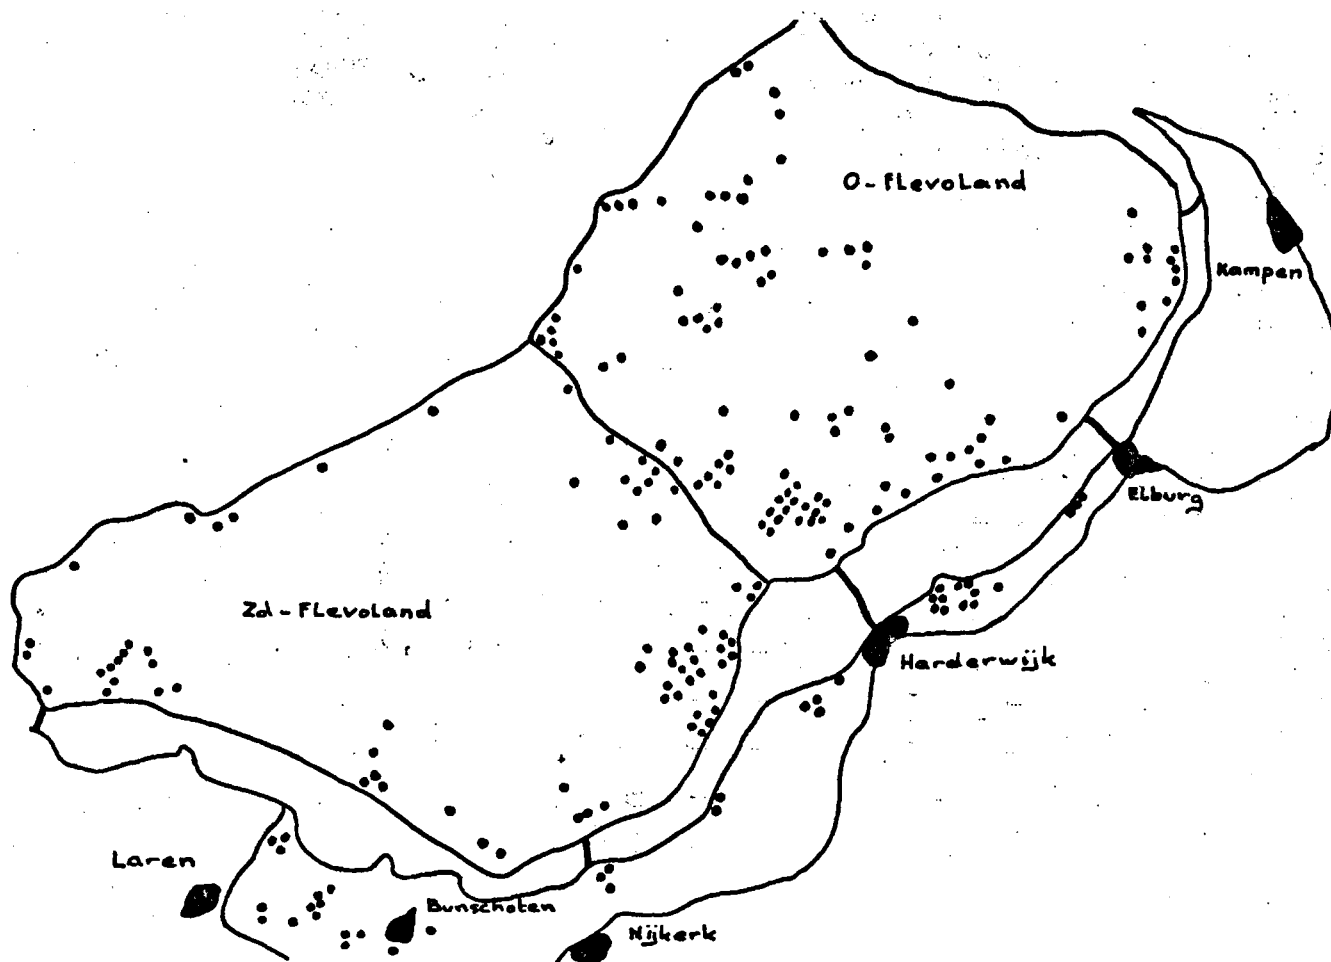 O-Flevoland
Kampen
Elburg
Zd-Flevoland
Harderwijk
Laren
Bunschoten
Nijkerk